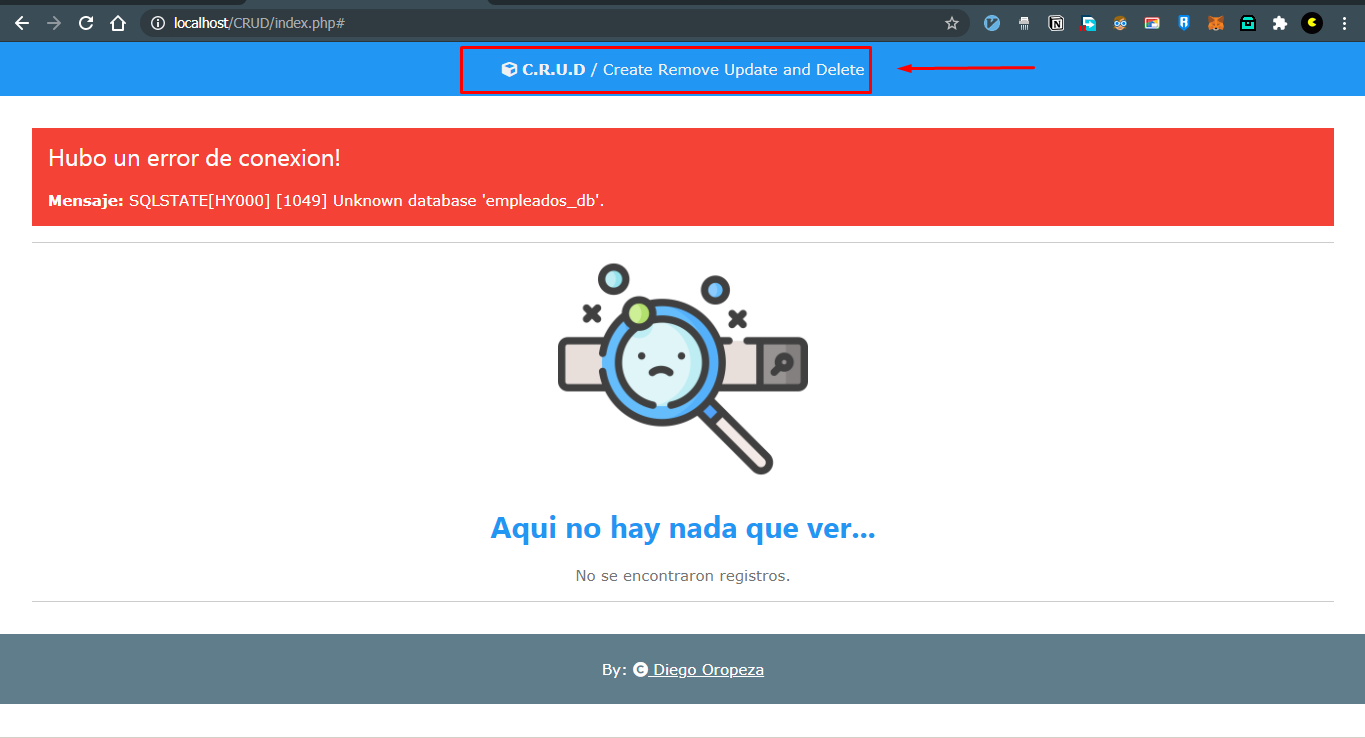 localhost/CRUD/index.php#
C.R.U.D / Create Remove Update and Delete
Hubo un error de conexion!
Mensaje: SQLSTATE[HY000] [1049] Unknown database 'empleados_db'.
Aqui no hay nada que ver...
No se encontraron registros.
By: © Diego Oropeza